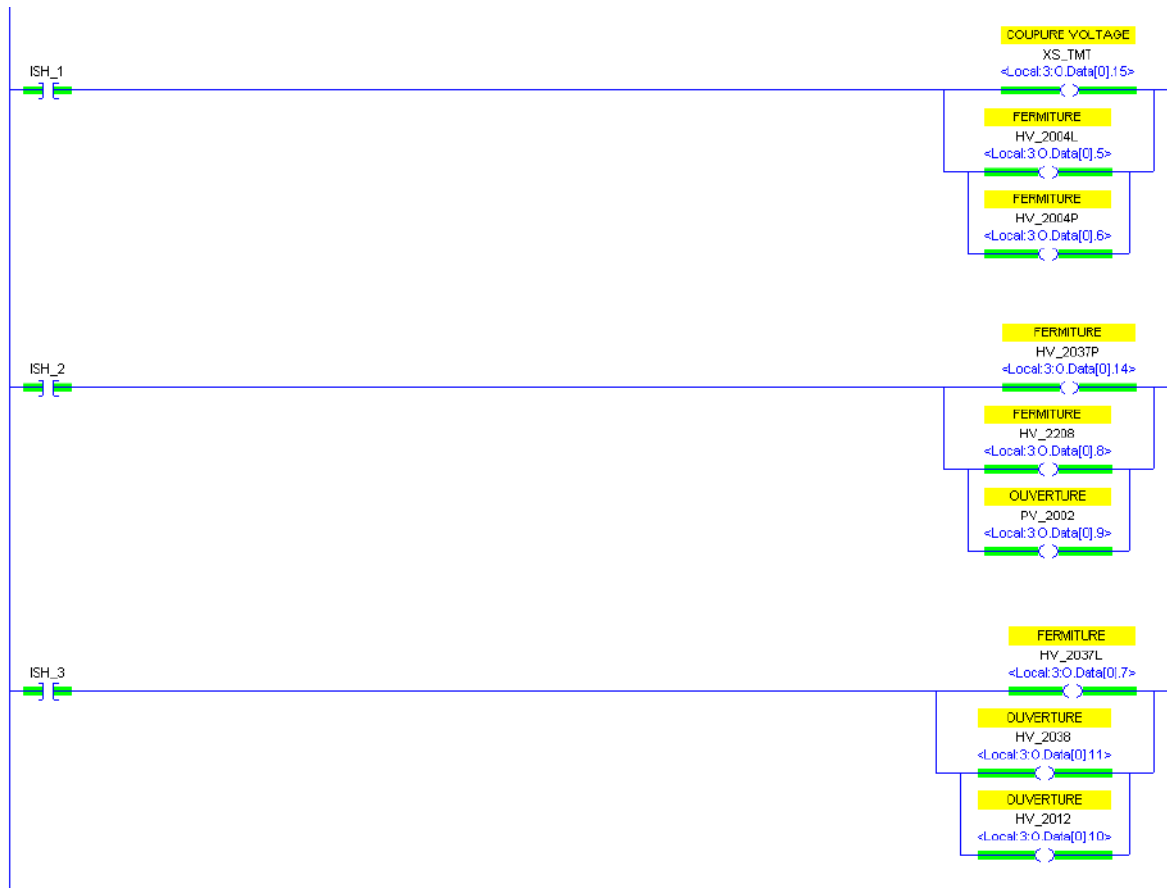 COUPURE VOLTAGE
XS_TMT
<Local:3:O.Data[0].15>
ISH_1
FERMITURE
HV_2004L
<Local:3:O.Data[0].5>
FERMITURE
HV_2004P
<Local:3:O.Data[0].6>
FERMITURE
HV_2037P
<Local:3:O.Data[0].14>
ISH_2
FERMITURE
HV_2208
<Local:3:O.Data[0].8>
OUVERTURE
PV_2002
<Local:3:O.Data[0].9>
FERMITURE
HV_2037L
<Local:3:O.Data[0].7>
ISH_3
OUVERTURE
HV_2038
<Local:3:O.Data[0].11>
OUVERTURE
HV_2012
<Local:3:O.Data[0].10>